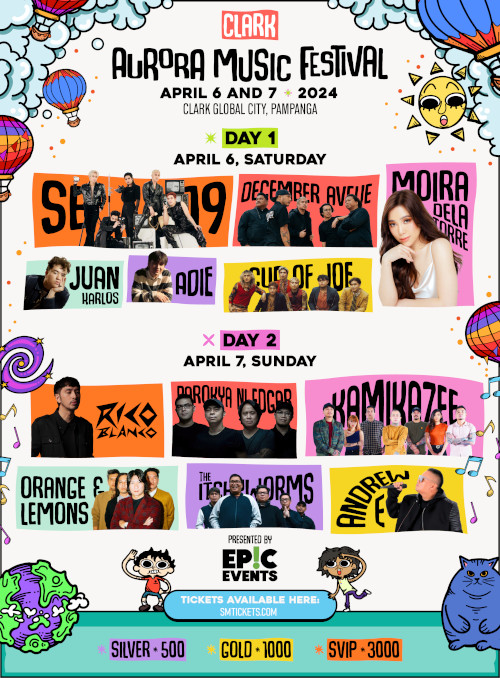 CLARK
AURORA MUSIC FESTIVAL
APRIL 6 AND 7 + 2024
CLARK GLOBAL CITY, PAMPANGA
DAY 1
APRIL 6, SATURDAY
SB19
DECEMBER AVENUE
MOIRA
DELA
TORRE
JUAN
KARLOS
ADIE
CUP OF JOE
DAY 2
APRIL 7, SUNDAY
RICO
BLANCO
PAROKYA NI EDGAR
KAMIKAZEE
ORANGE &
LEMONS
THE
ITCHYWORMS
ANDREW
E
PRESENTED BY
EP!C
EVENTS
TICKETS AVAILABLE HERE:
SMTICKETS.COM
SILVER • 500
GOLD • 1000
SVIP • 3000